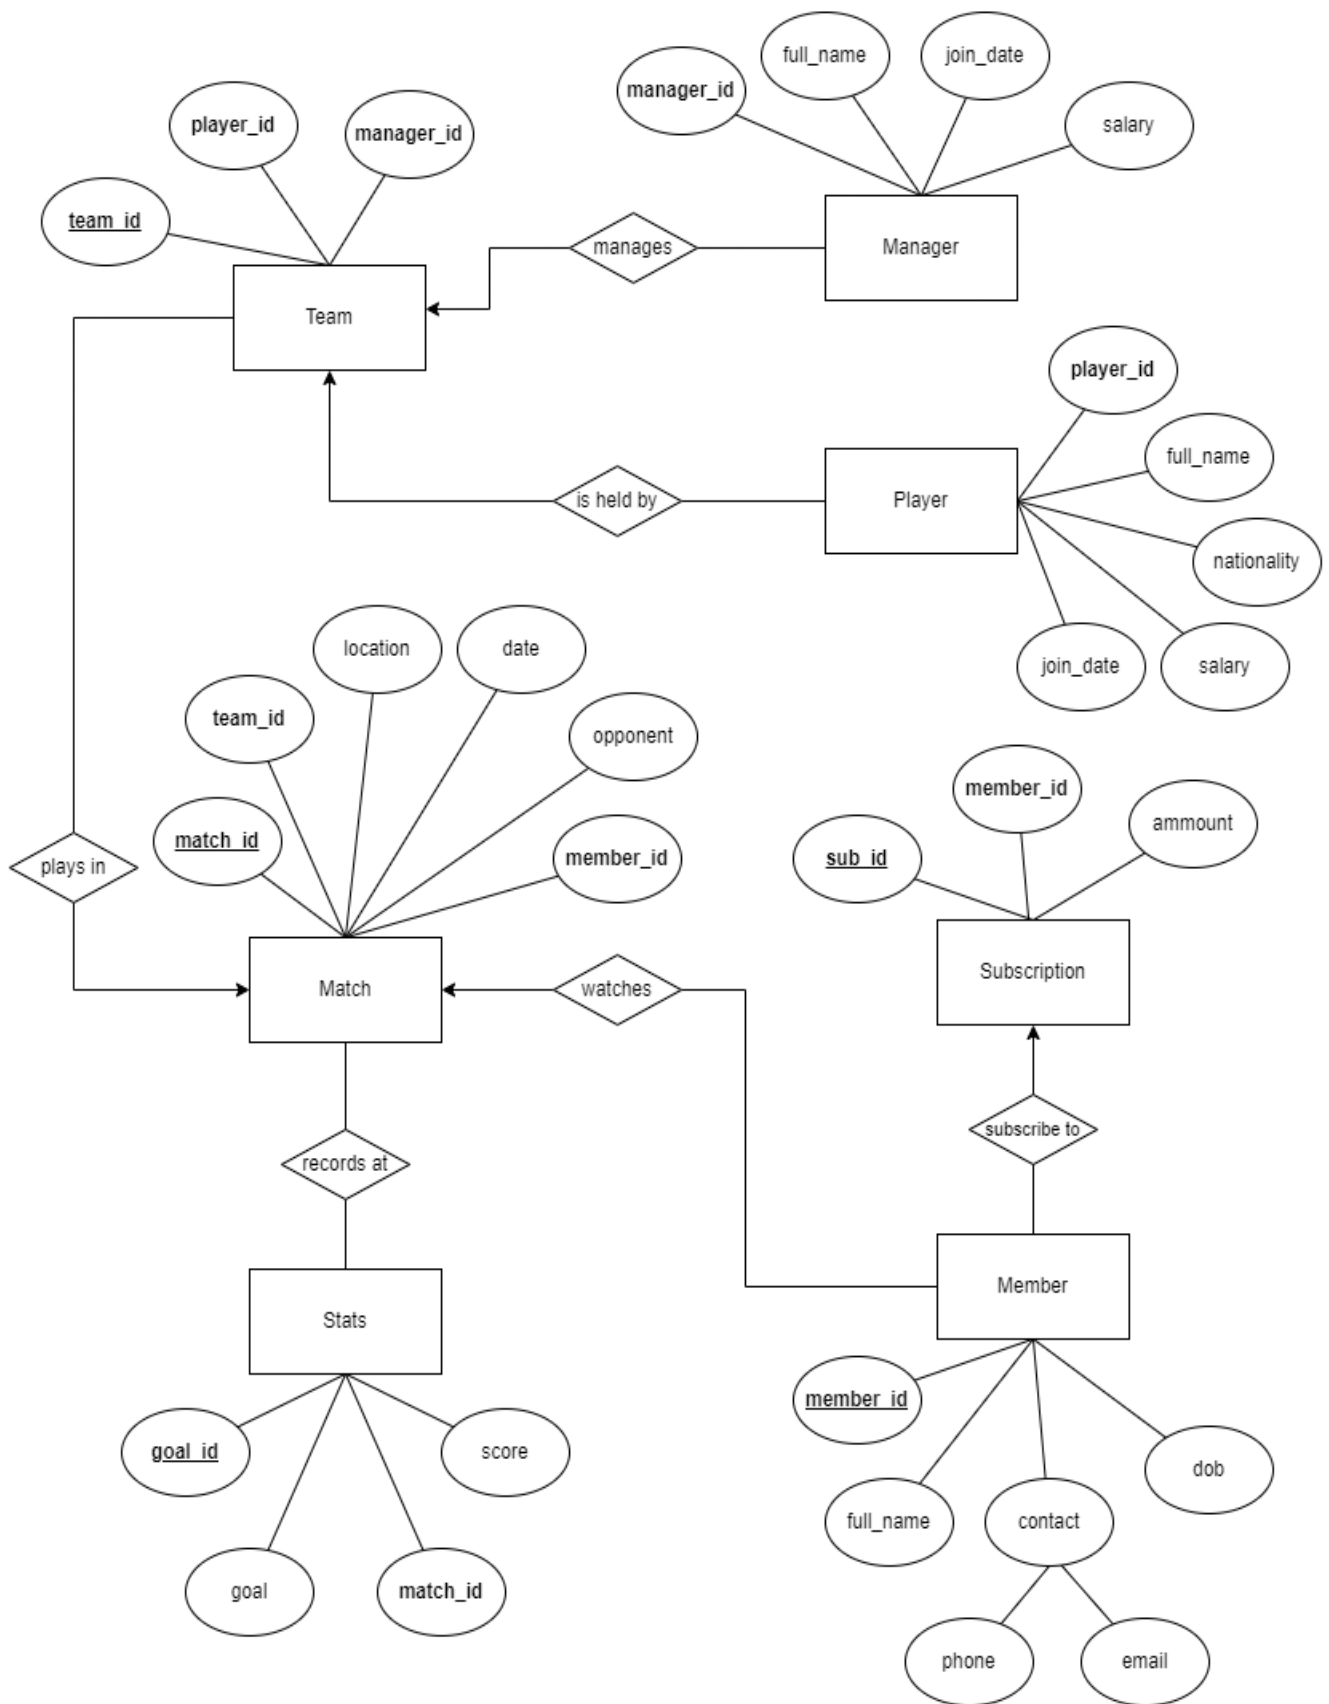 full_name
join_date
manager_id
salary
player_id
manager_id
team_id
manages
Manager
Team
player_id
full_name
is held by
Player
nationality
join_date
salary
location
date
team_id
opponent
member_id
match_id
member_id
ammount
sub_id
plays in
Match
watches
Subscription
records at
subscribe to
Stats
Member
member_id
goal_id
score
dob
full_name
contact
goal
match_id
phone
email